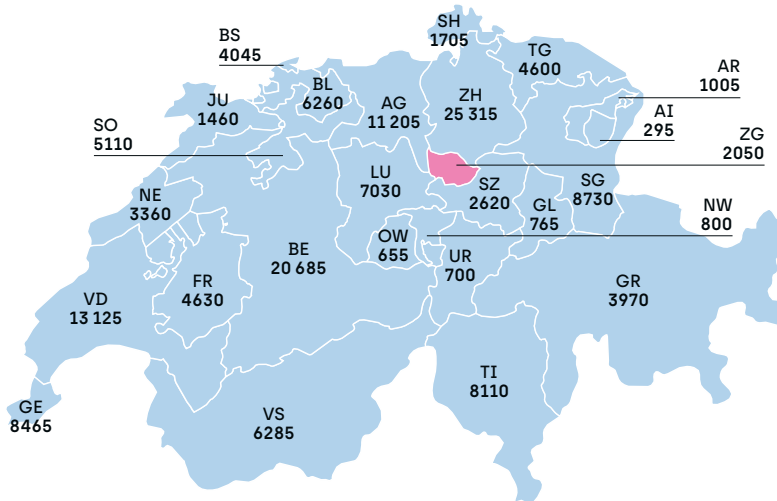 SH
1705
BS
4045
TG
4600
AR
1005
BL
6260
JU
1460
AG
11 205
ZH
25 315
AI
295
SO
5110
ZG
2050
LU
7030
SZ
2620
SG
8730
GL
765
NE
3360
NW
800
OW
655
BE
20 685
UR
700
FR
4630
GR
3970
VD
13 125
TI
8110
GE
8465
VS
6285